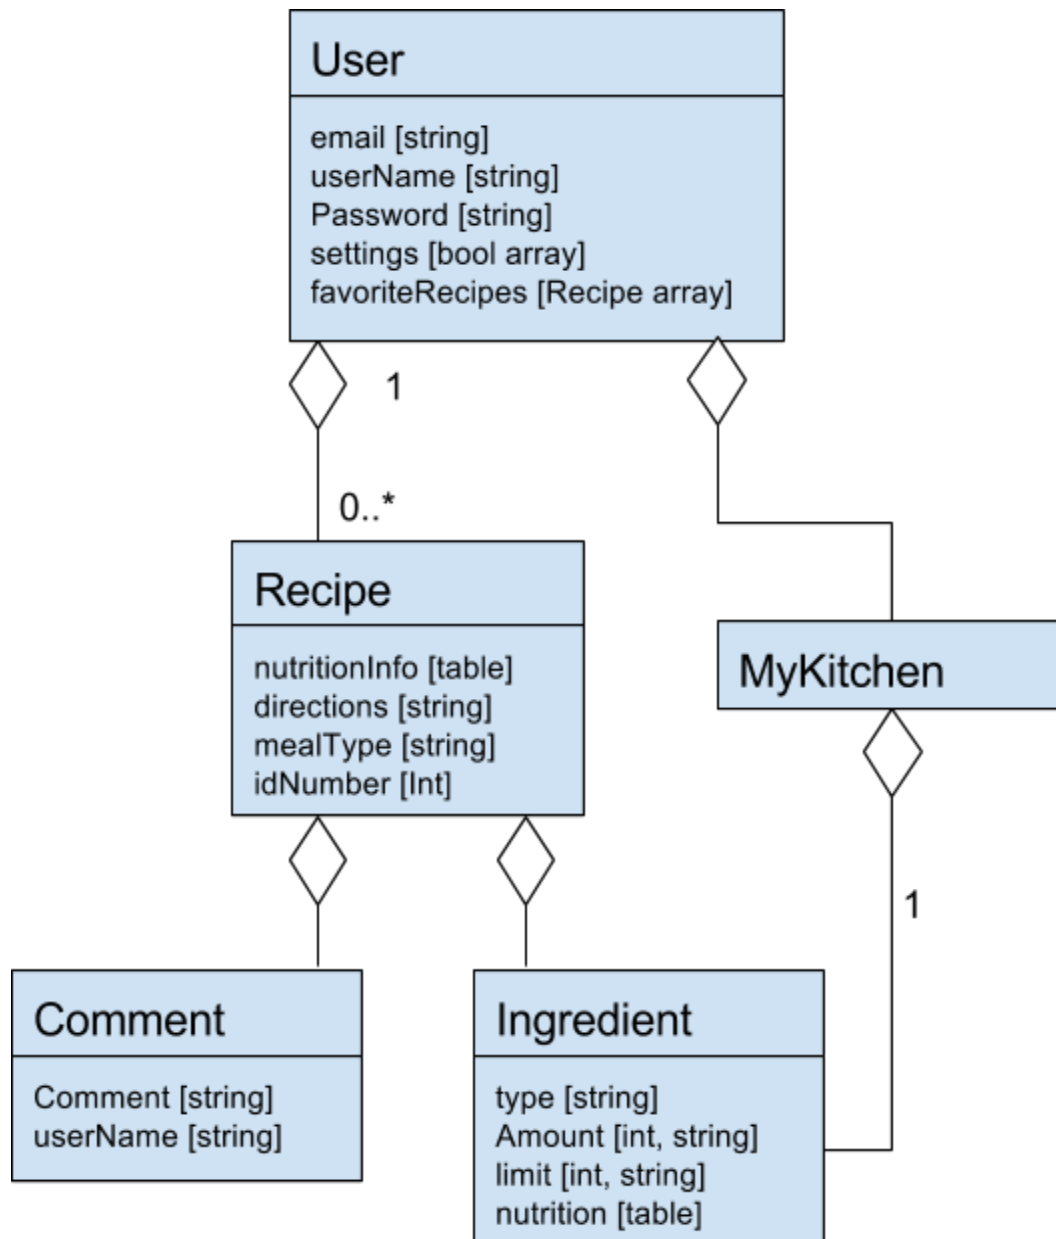 User
email [string]
userName [string]
Password [string]
settings [bool array]
favoriteRecipes [Recipe array]
1
0..*
Recipe
nutritionInfo [table]
directions [string]
mealType [string]
idNumber [Int]
MyKitchen
1
Comment
Comment [string]
userName [string]
Ingredient
type [string]
Amount [int, string]
limit [int, string]
nutrition [table]